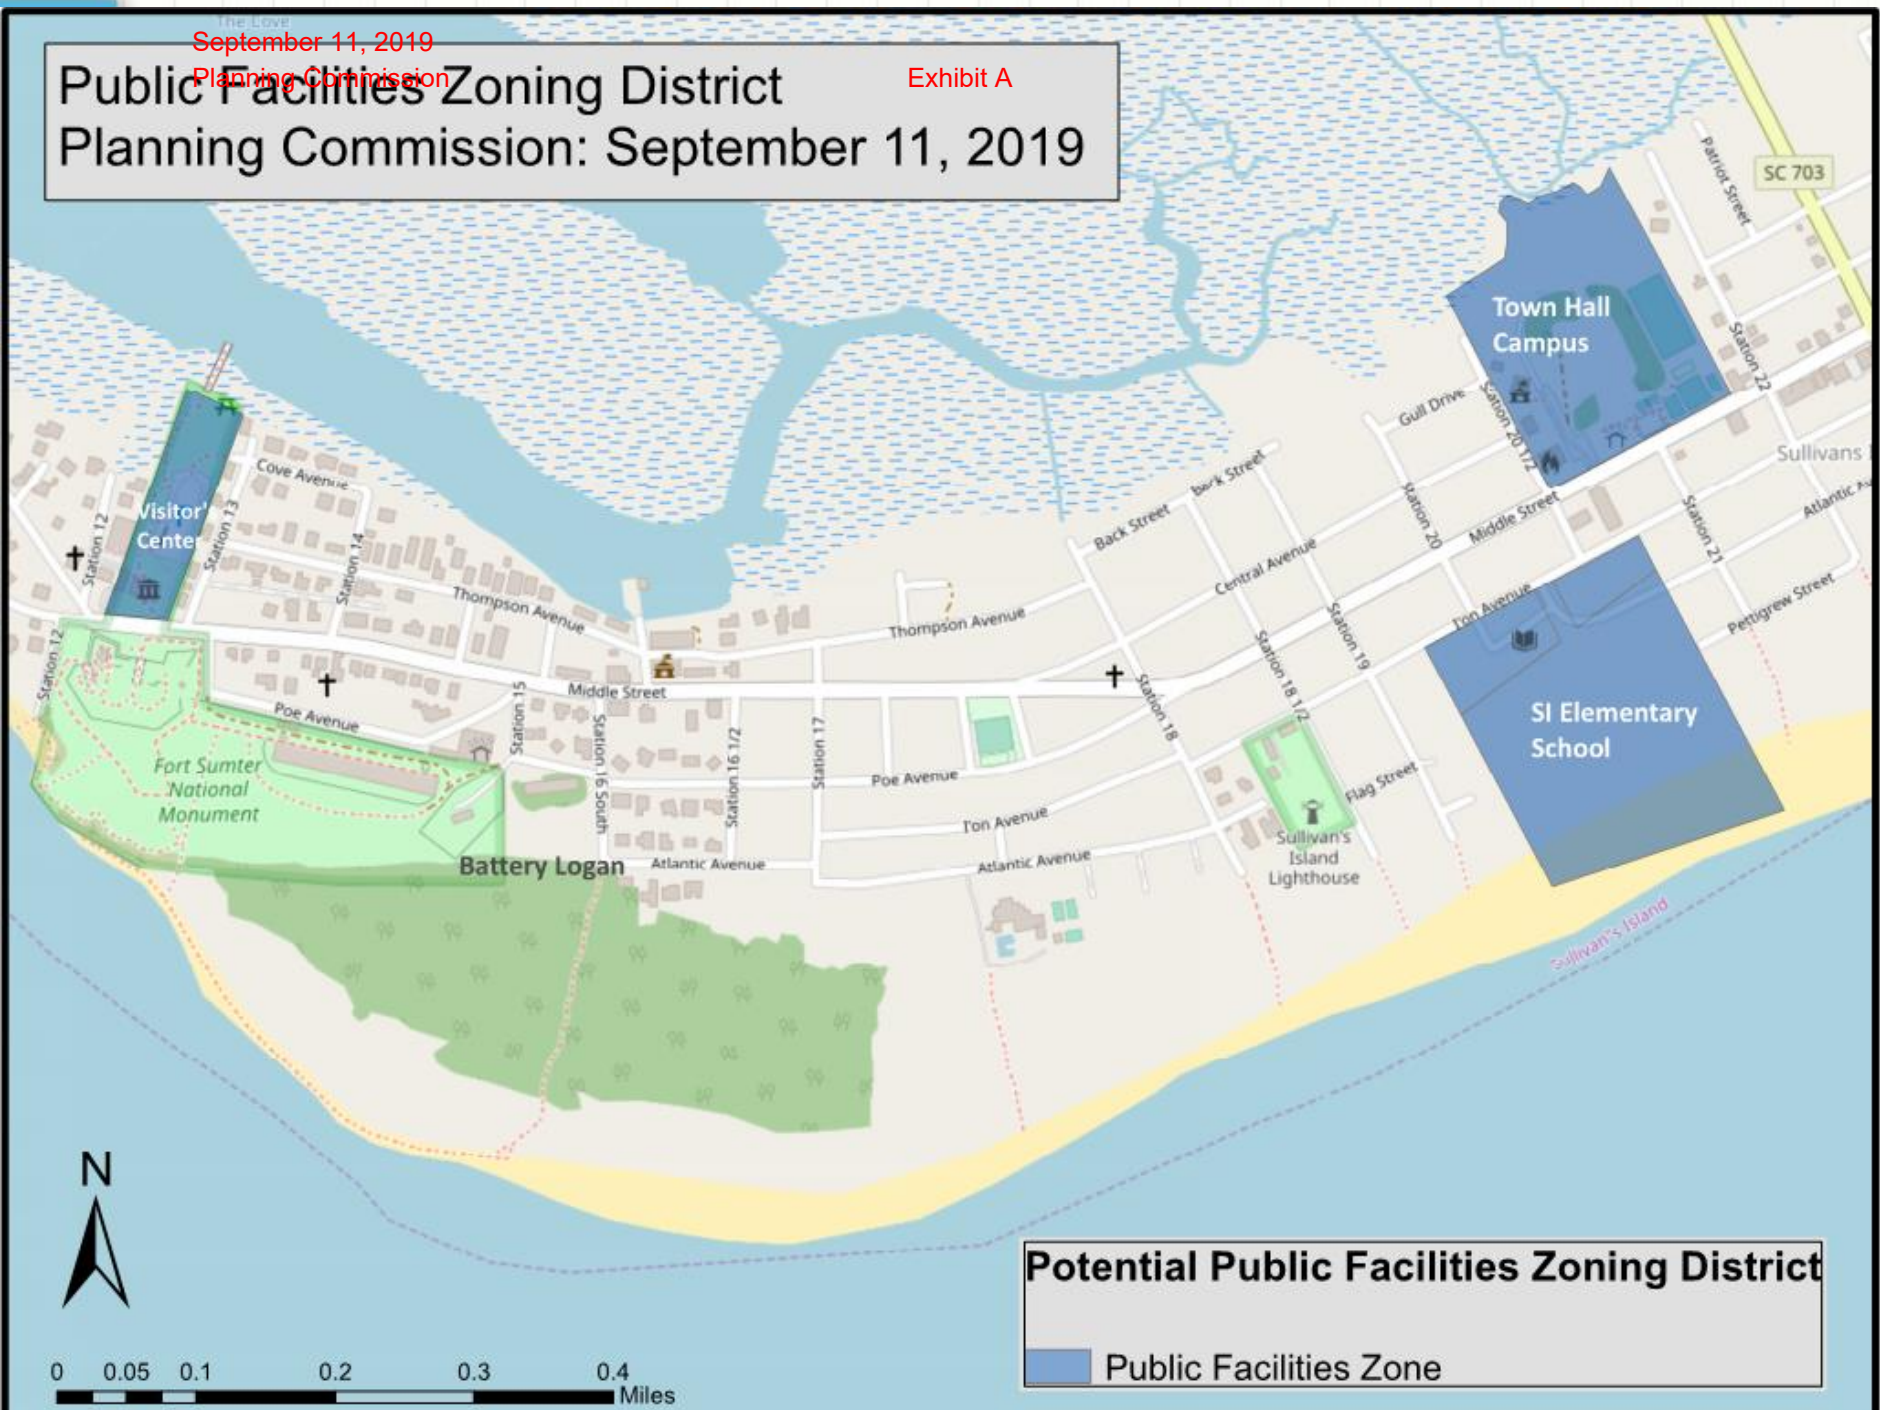 The Cove
September 11, 2019
Planning Commission
Exhibit A
Public Facilities Zoning District
Planning Commission: September 11, 2019
SC 703
Patriot Street
Town Hall
Campus
Station 22
Gull Drive
Station 20 1/2
Sullivans
Cove Avenue
Back Street
Back Street
Station 20
Middle Street
Station 21
Atlantic
Visitor's
Center
Station 12
Station 13
Station 14
Central Avenue
I'on Avenue
Pettigrew Street
Thompson Avenue
Thompson Avenue
Station 19
Station 18 1/2
Station 12
Middle Street
Station 18
Poe Avenue
Station 15
Station 16 South
Station 16 1/2
Station 17
SI Elementary
School
Fort Sumter
National
Monument
Poe Avenue
Flag Street
I'on Avenue
Battery Logan
Atlantic Avenue
Atlantic Avenue
Sullivan's
Island
Lighthouse
Sullivan's Island
N
Potential Public Facilities Zoning District
Public Facilities Zone
0 0.05 0.1 0.2 0.3 0.4
Miles